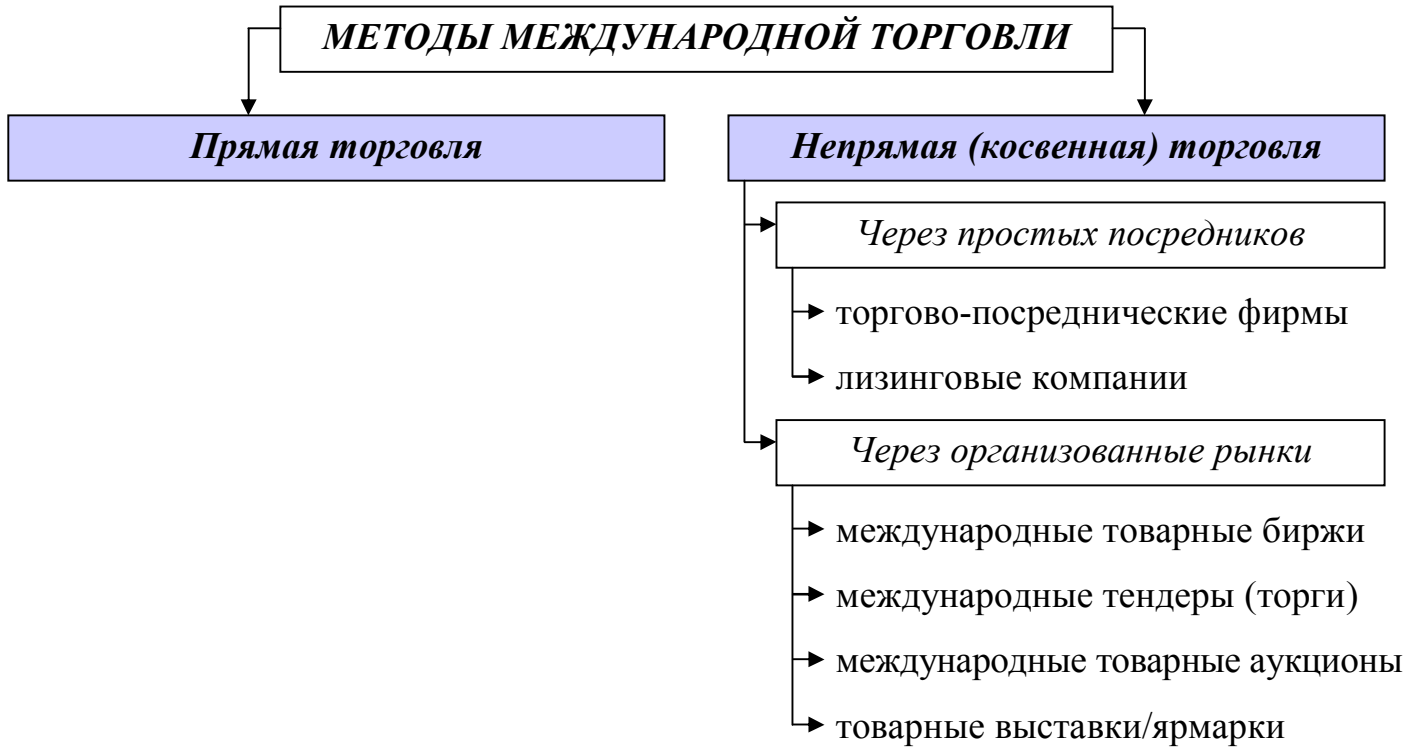 МЕТОДЫ МЕЖДУНАРОДНОЙ ТОРГОВЛИ
Прямая торговля
Непрямая (косвенная) торговля
Через простых посредников
торгово-посреднические фирмы
лизинговые компании
Через организованные рынки
международные товарные биржи
международные тендеры (торги)
международные товарные аукционы
товарные выставки/ярмарки